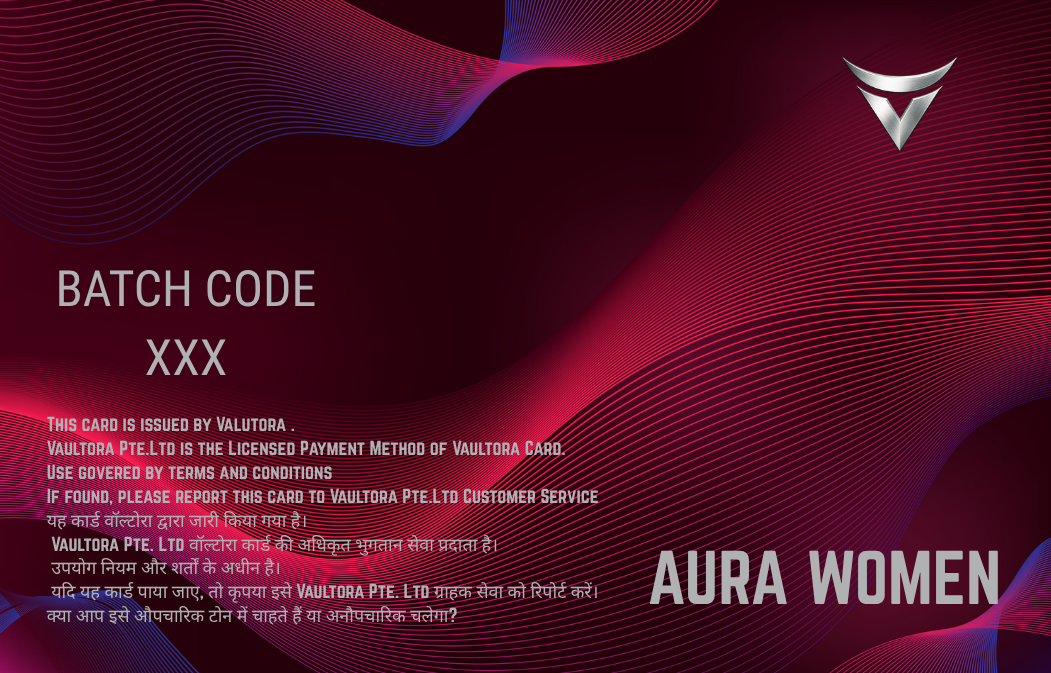 BATCH CODE
XXX
This card is issued by Valutora .
Vaultora Pte.Ltd is the Licensed Payment Method of Vaultora Card.
Use govered by terms and conditions
If found, please report this card to Vaultora Pte.Ltd Customer Service
यह कार्ड वॉल्टोरा द्वारा जारी किया गया है।
Vaultora Pte. Ltd वॉल्टोरा कार्ड की अधिकृत भुगतान सेवा प्रदाता है।
उपयोग नियम और शर्तों के अधीन है।
यदि यह कार्ड पाया जाए, तो कृपया इसे Vaultora Pte. Ltd ग्राहक सेवा को रिपोर्ट करें।
क्या आप इसे औपचारिक टोन में चाहते हैं या अनौपचारिक चलेगा?
AURA WOMEN